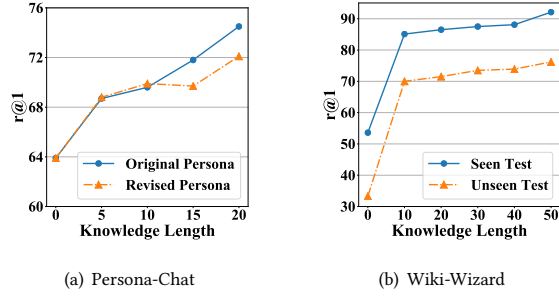 76
72
68
64
60
r@1
Original Persona
Revised Persona
0 5 10 15 20
Knowledge Length
(a) Persona-Chat
90
80
70
60
50
40
30
r@1
Seen Test
Unseen Test
0 10 20 30 40 50
Knowledge Length
(b) Wiki-Wizard